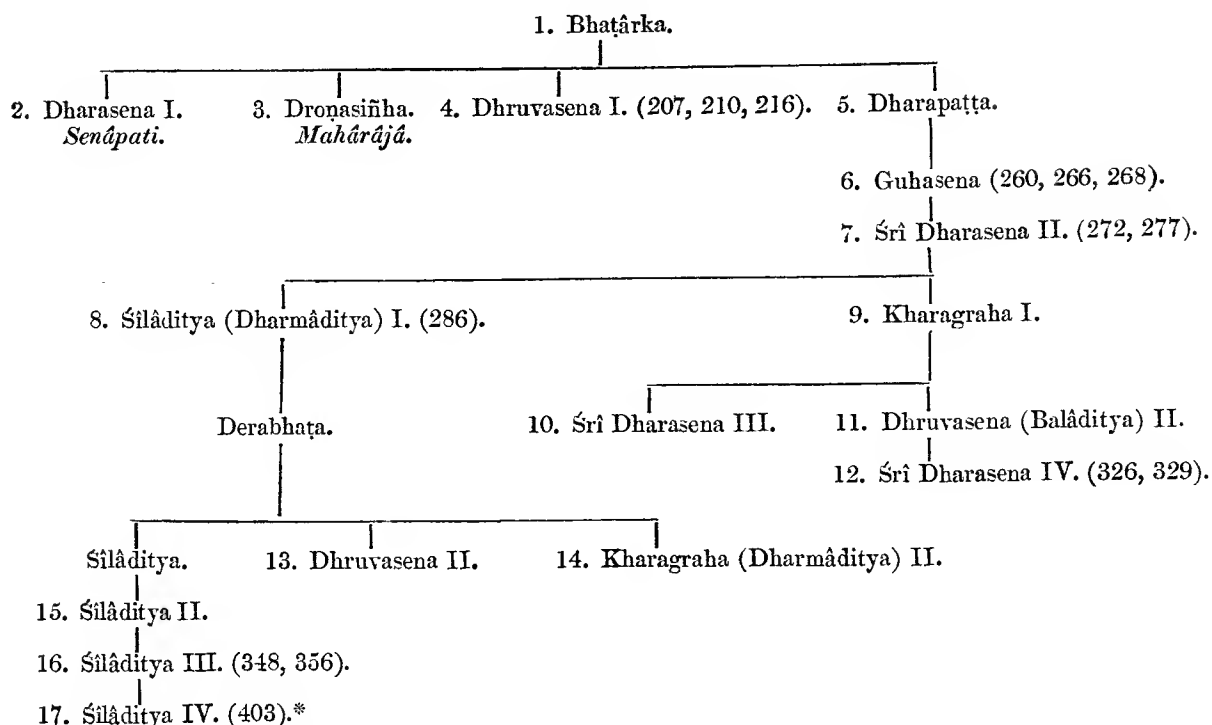 1. Bhaṭârka.
2. Dharasena I. 3. Droṇasiñha. 4. Dhruvasena I. (207, 210, 216). 5. Dharapaṭṭa.
Senâpati. Mahârâjâ.
6. Guhasena (260, 266, 268).
7. Śrî Dharasena II. (272, 277).
8. Śîlâditya (Dharmâditya) I. (286). 9. Kharagraha I.
Derabhaṭa. 10. Śrî Dharasena III. 11. Dhruvasena (Balâditya) II.
12. Śrî Dharasena IV. (326, 329).
Śîlâditya. 13. Dhruvasena II. 14. Kharagraha (Dharmâditya) II.
15. Śîlâditya II.
16. Śîlâditya III. (348, 356).
17. Śîlâditya IV. (403).*